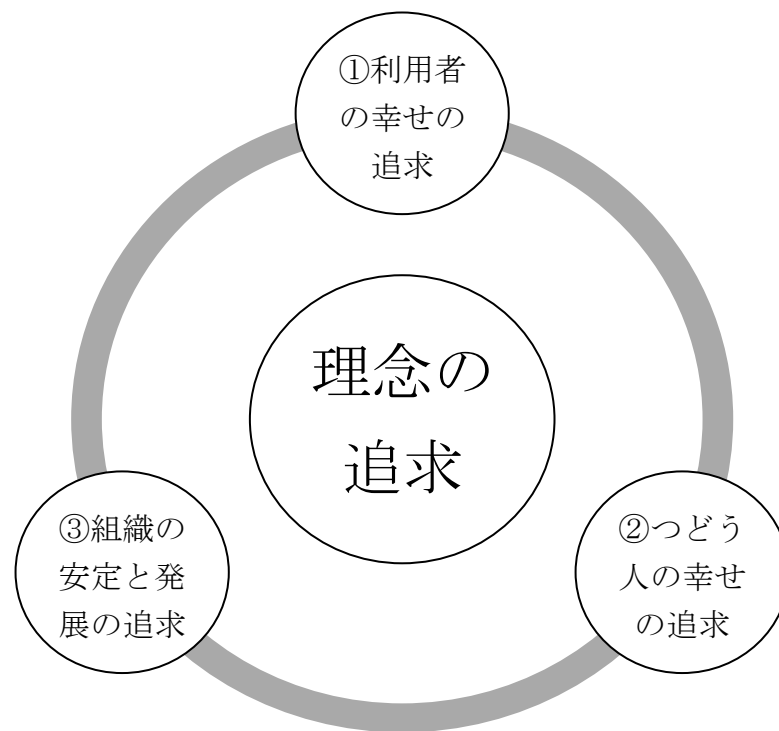 ①利用者
の幸せの
追求
理念の
追求
③組織の
安定と発
展の追求
②つどう
人の幸せ
の追求